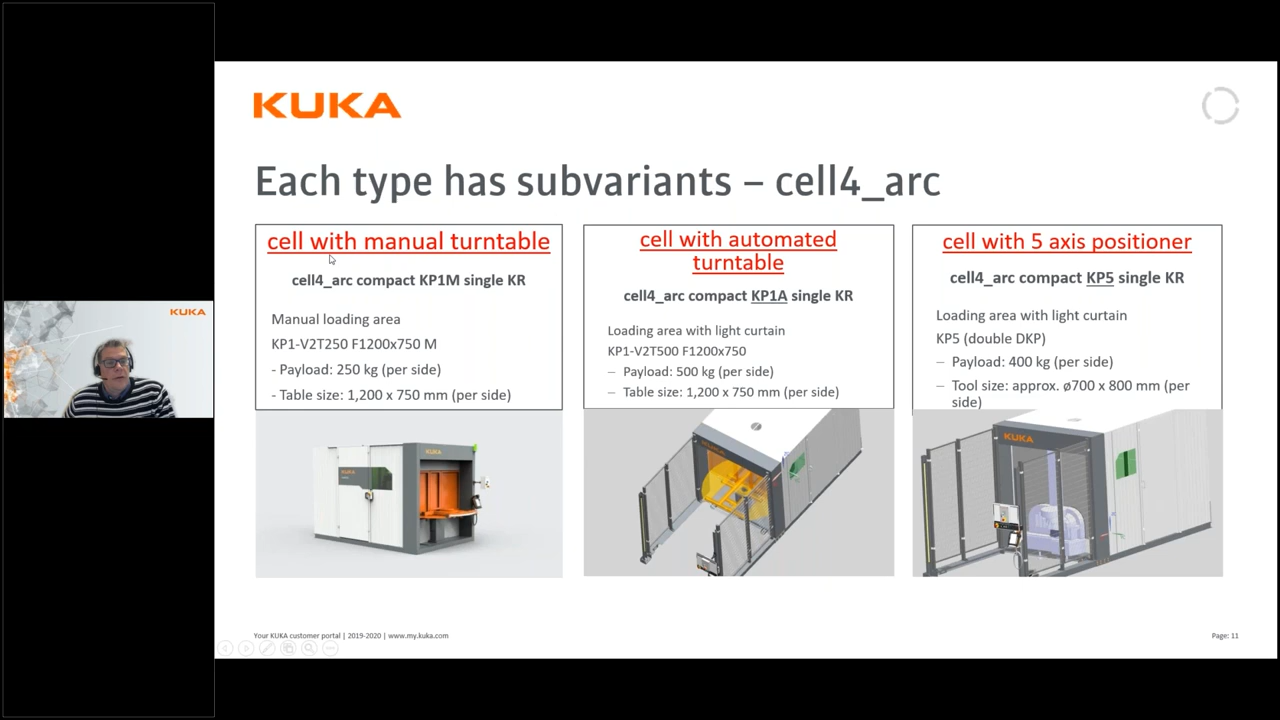 KUKA
Each type has subvariants – cell4_arc
cell with manual turntable
cell4_arc compact KP1M single KR
Manual loading area
KP1-V2T250 F1200x750 M
- Payload: 250 kg (per side)
- Table size: 1,200 x 750 mm (per side)
cell with automated
turntable
cell4_arc compact KP1A single KR
Loading area with light curtain
KP1-V2T500 F1200x750
– Payload: 500 kg (per side)
– Table size: 1,200 x 750 mm (per side)
cell with 5 axis positioner
cell4_arc compact KP5 single KR
Loading area with light curtain
KP5 (double DKP)
– Payload: 400 kg (per side)
– Tool size: approx. ø700 x 800 mm (per
side)
KUKA
KUKA
KUKA
KUKA
KUKA
Your KUKA customer portal | 2019-2020 | www.my.kuka.com
Page: 11